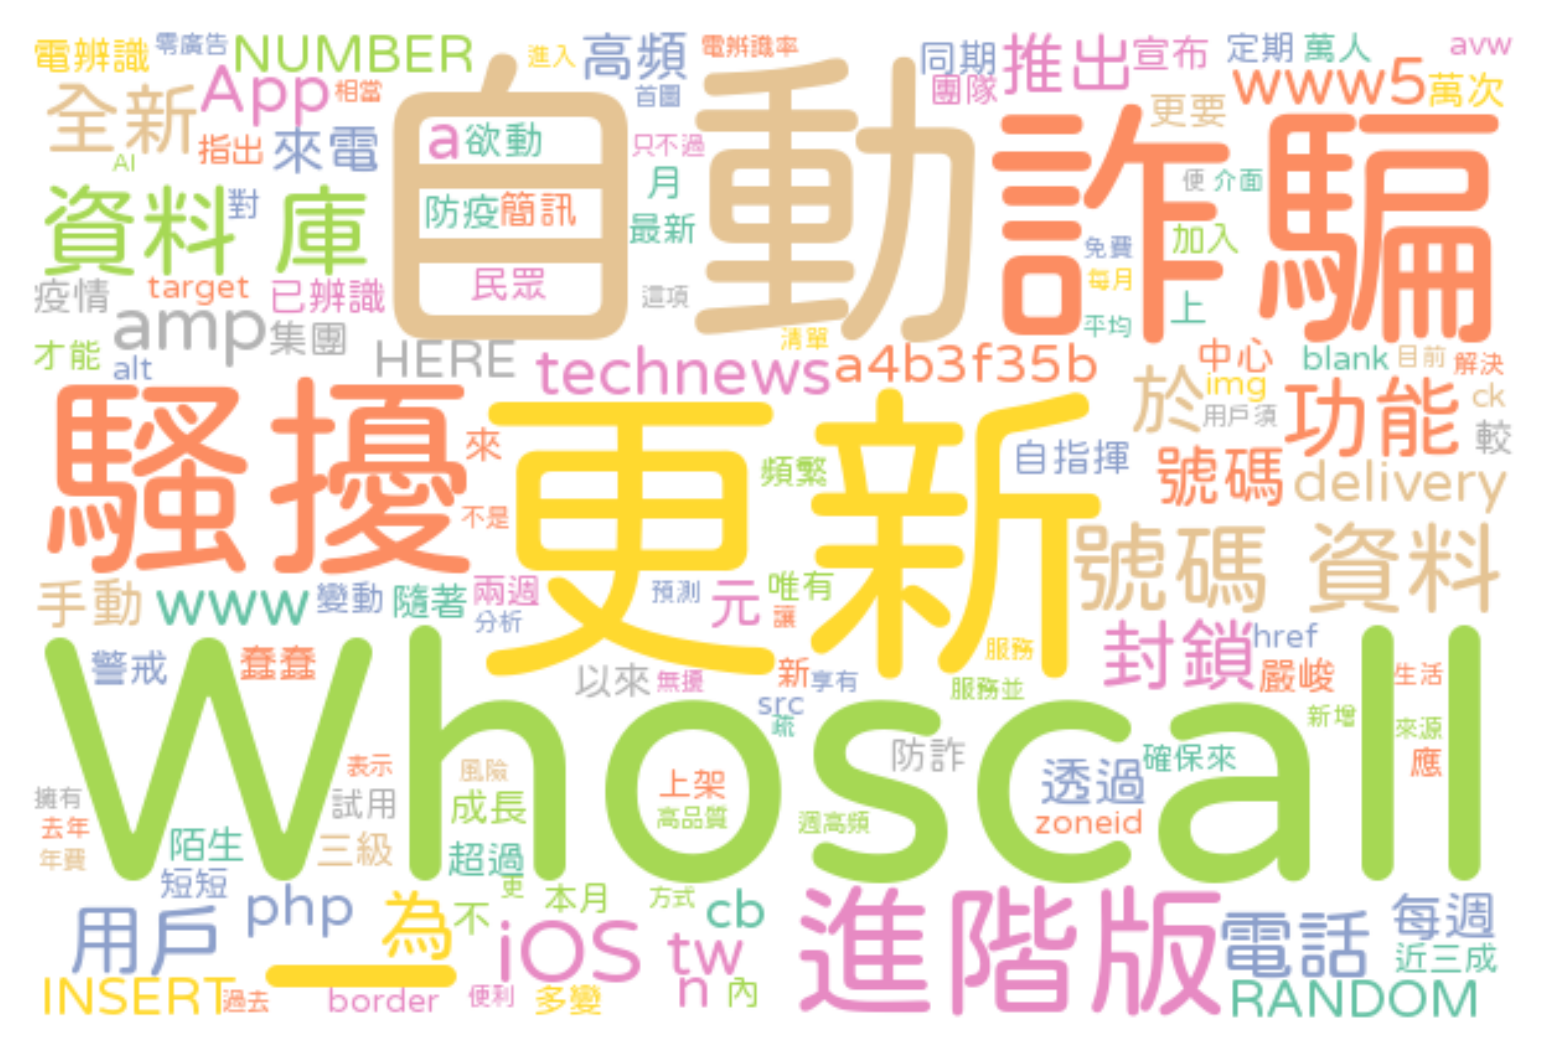 電辨識 零廣告 NUMBER 進入 高頻 電辨識率 同期 推出 宣布 定期 萬人 avw
全新 App 相當 首圖 團隊 更要 www5 萬次
AI 指出 來電 a 欲動 自動 只不過 詐騙
資料 庫 對 防疫 簡訊 月 最新 便 介面 加入 免費
疫情 target 已辨識 民眾 這項 每月 上
amp 集團 清單 平均
才能 alt HERE technews a4b3f35b 中心 blank 目前 解決
騷擾 來 更新 於 img 用戶須 功能 ck
頻繁 自指揮 號碼 delivery 較
不是 號碼 資料
手動 www 變動 隨著 兩週 分析 預測 元 唯有 讓
警戒 蠢蠢 以來 無擾 新 享有 服務 服務並 封鎖 href 嚴峻 生活
Whoscall src 疏 新增 來源
表示 風險 上架 防詐 透過 確保來 應
擁有 試用 成長 高品質 週高頻 zoneid
去年 年費 陌生 三級 超過
短短 php 為 更 本月 方式 cb 進階版 每週
用戶 一 不 iOS tw 電話 近三成
INSERT 過去 border 便利 多變 n 內 RANDOM